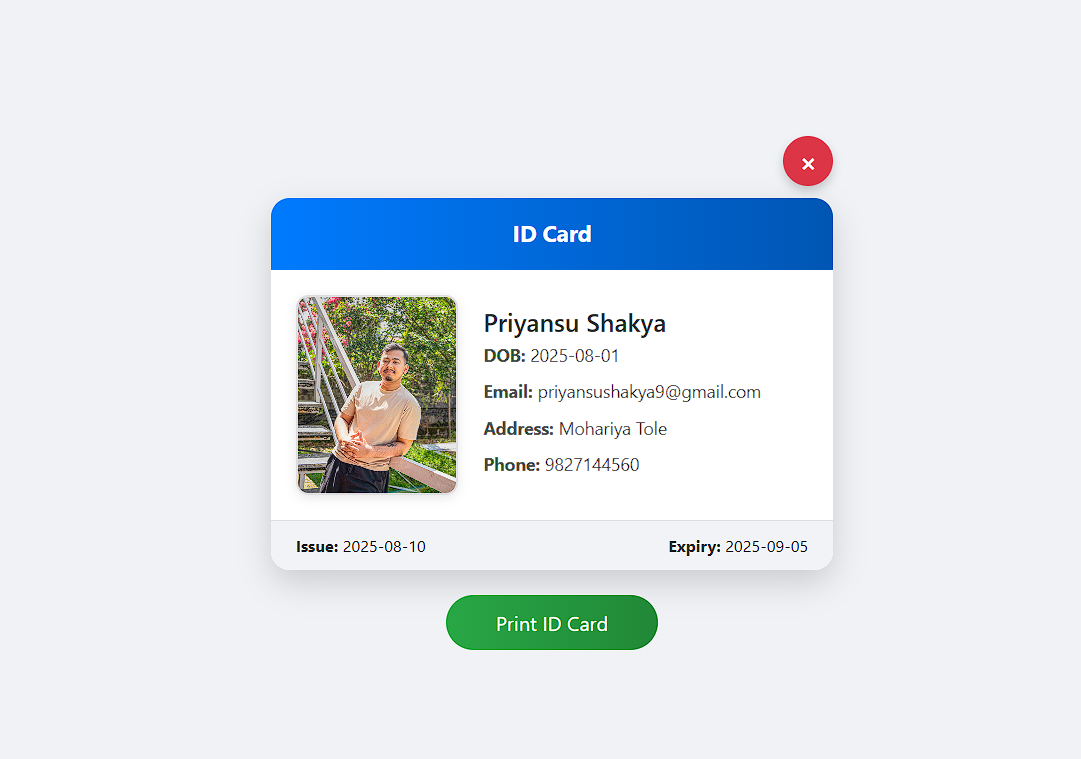 ×
ID Card
Priyansu Shakya
DOB: 2025-08-01
Email: priyansushakya9@gmail.com
Address: Mohariya Tole
Phone: 9827144560
Issue: 2025-08-10 Expiry: 2025-09-05
Print ID Card